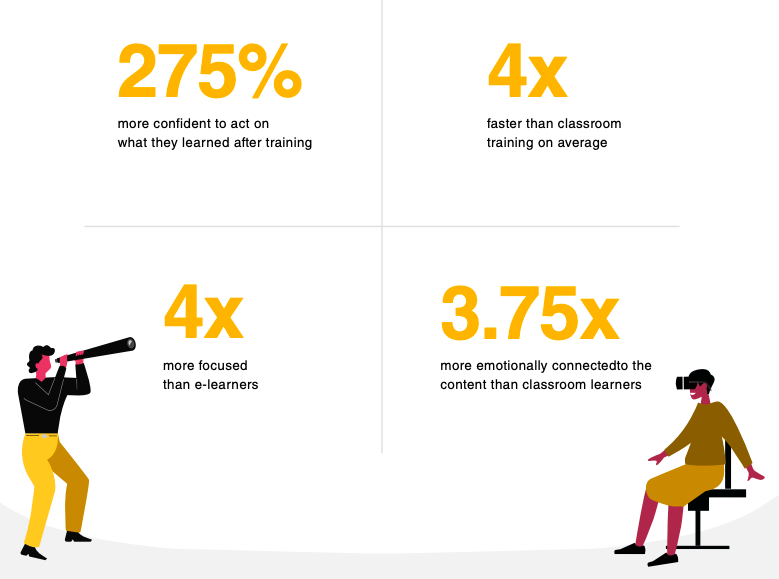 275%
more confident to act on
what they learned after training
4x
faster than classroom
training on average
4x
more focused
than e-learners
3.75x
more emotionally connectedto the
content than classroom learners